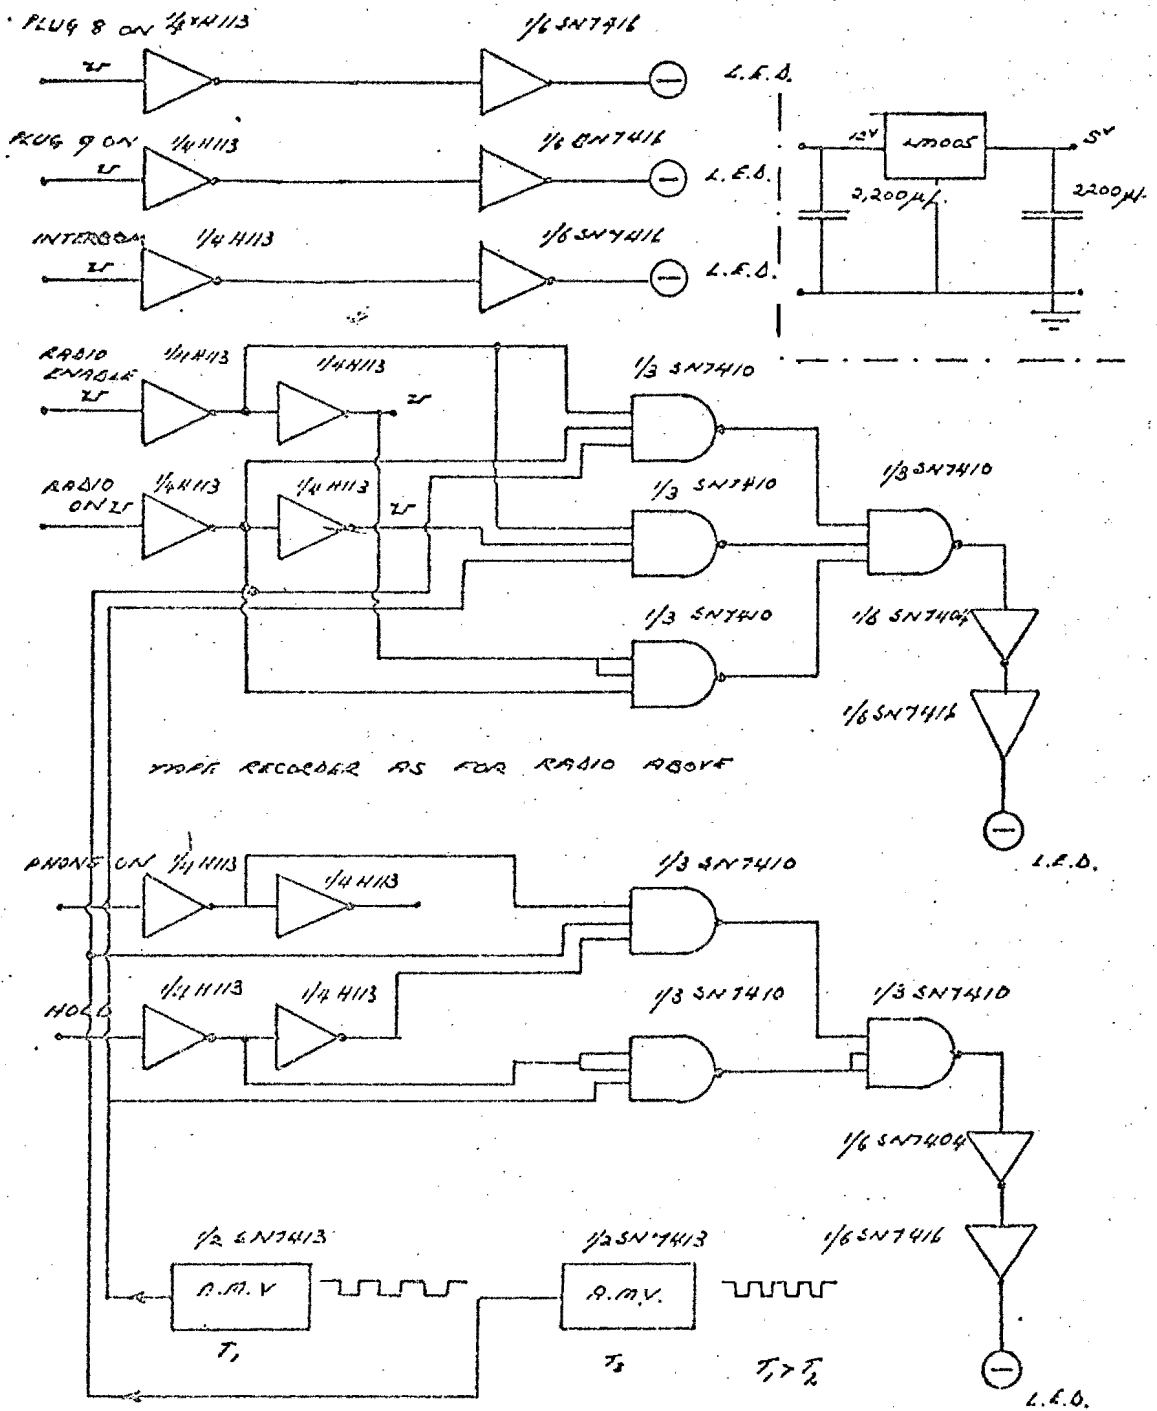 PLUG 8 ON 1/4 H113
1/6 SN7416
L.E.D.
PLUG 9 ON 1/4 H113
1/6 SN7416
L.E.D.
12V
LM005
5V
2,200µf.
2200µf.
INTERCOM 1/4 H113
1/6 SN7416
L.E.D.
RADIO ENABLE
1/4 H113
1/4 H113
1/3 SN7410
RADIO ON
1/4 H113
1/4 H113
1/3 SN7410
1/3 SN7410
1/3 SN7410
1/6 SN7404
1/6 SN7416
TAPE RECORDER AS FOR RADIO ABOVE
L.E.D.
PHONE ON 1/4 H113
1/4 H113
1/3 SN7410
HOLD
1/4 H113
1/4 H113
1/3 SN7410
1/3 SN7410
1/6 SN7404
1/2 SN7413
1/2 SN7413
1/6 SN7416
A.M.V
A.M.V.
T1
T1 > T2
L.E.D.